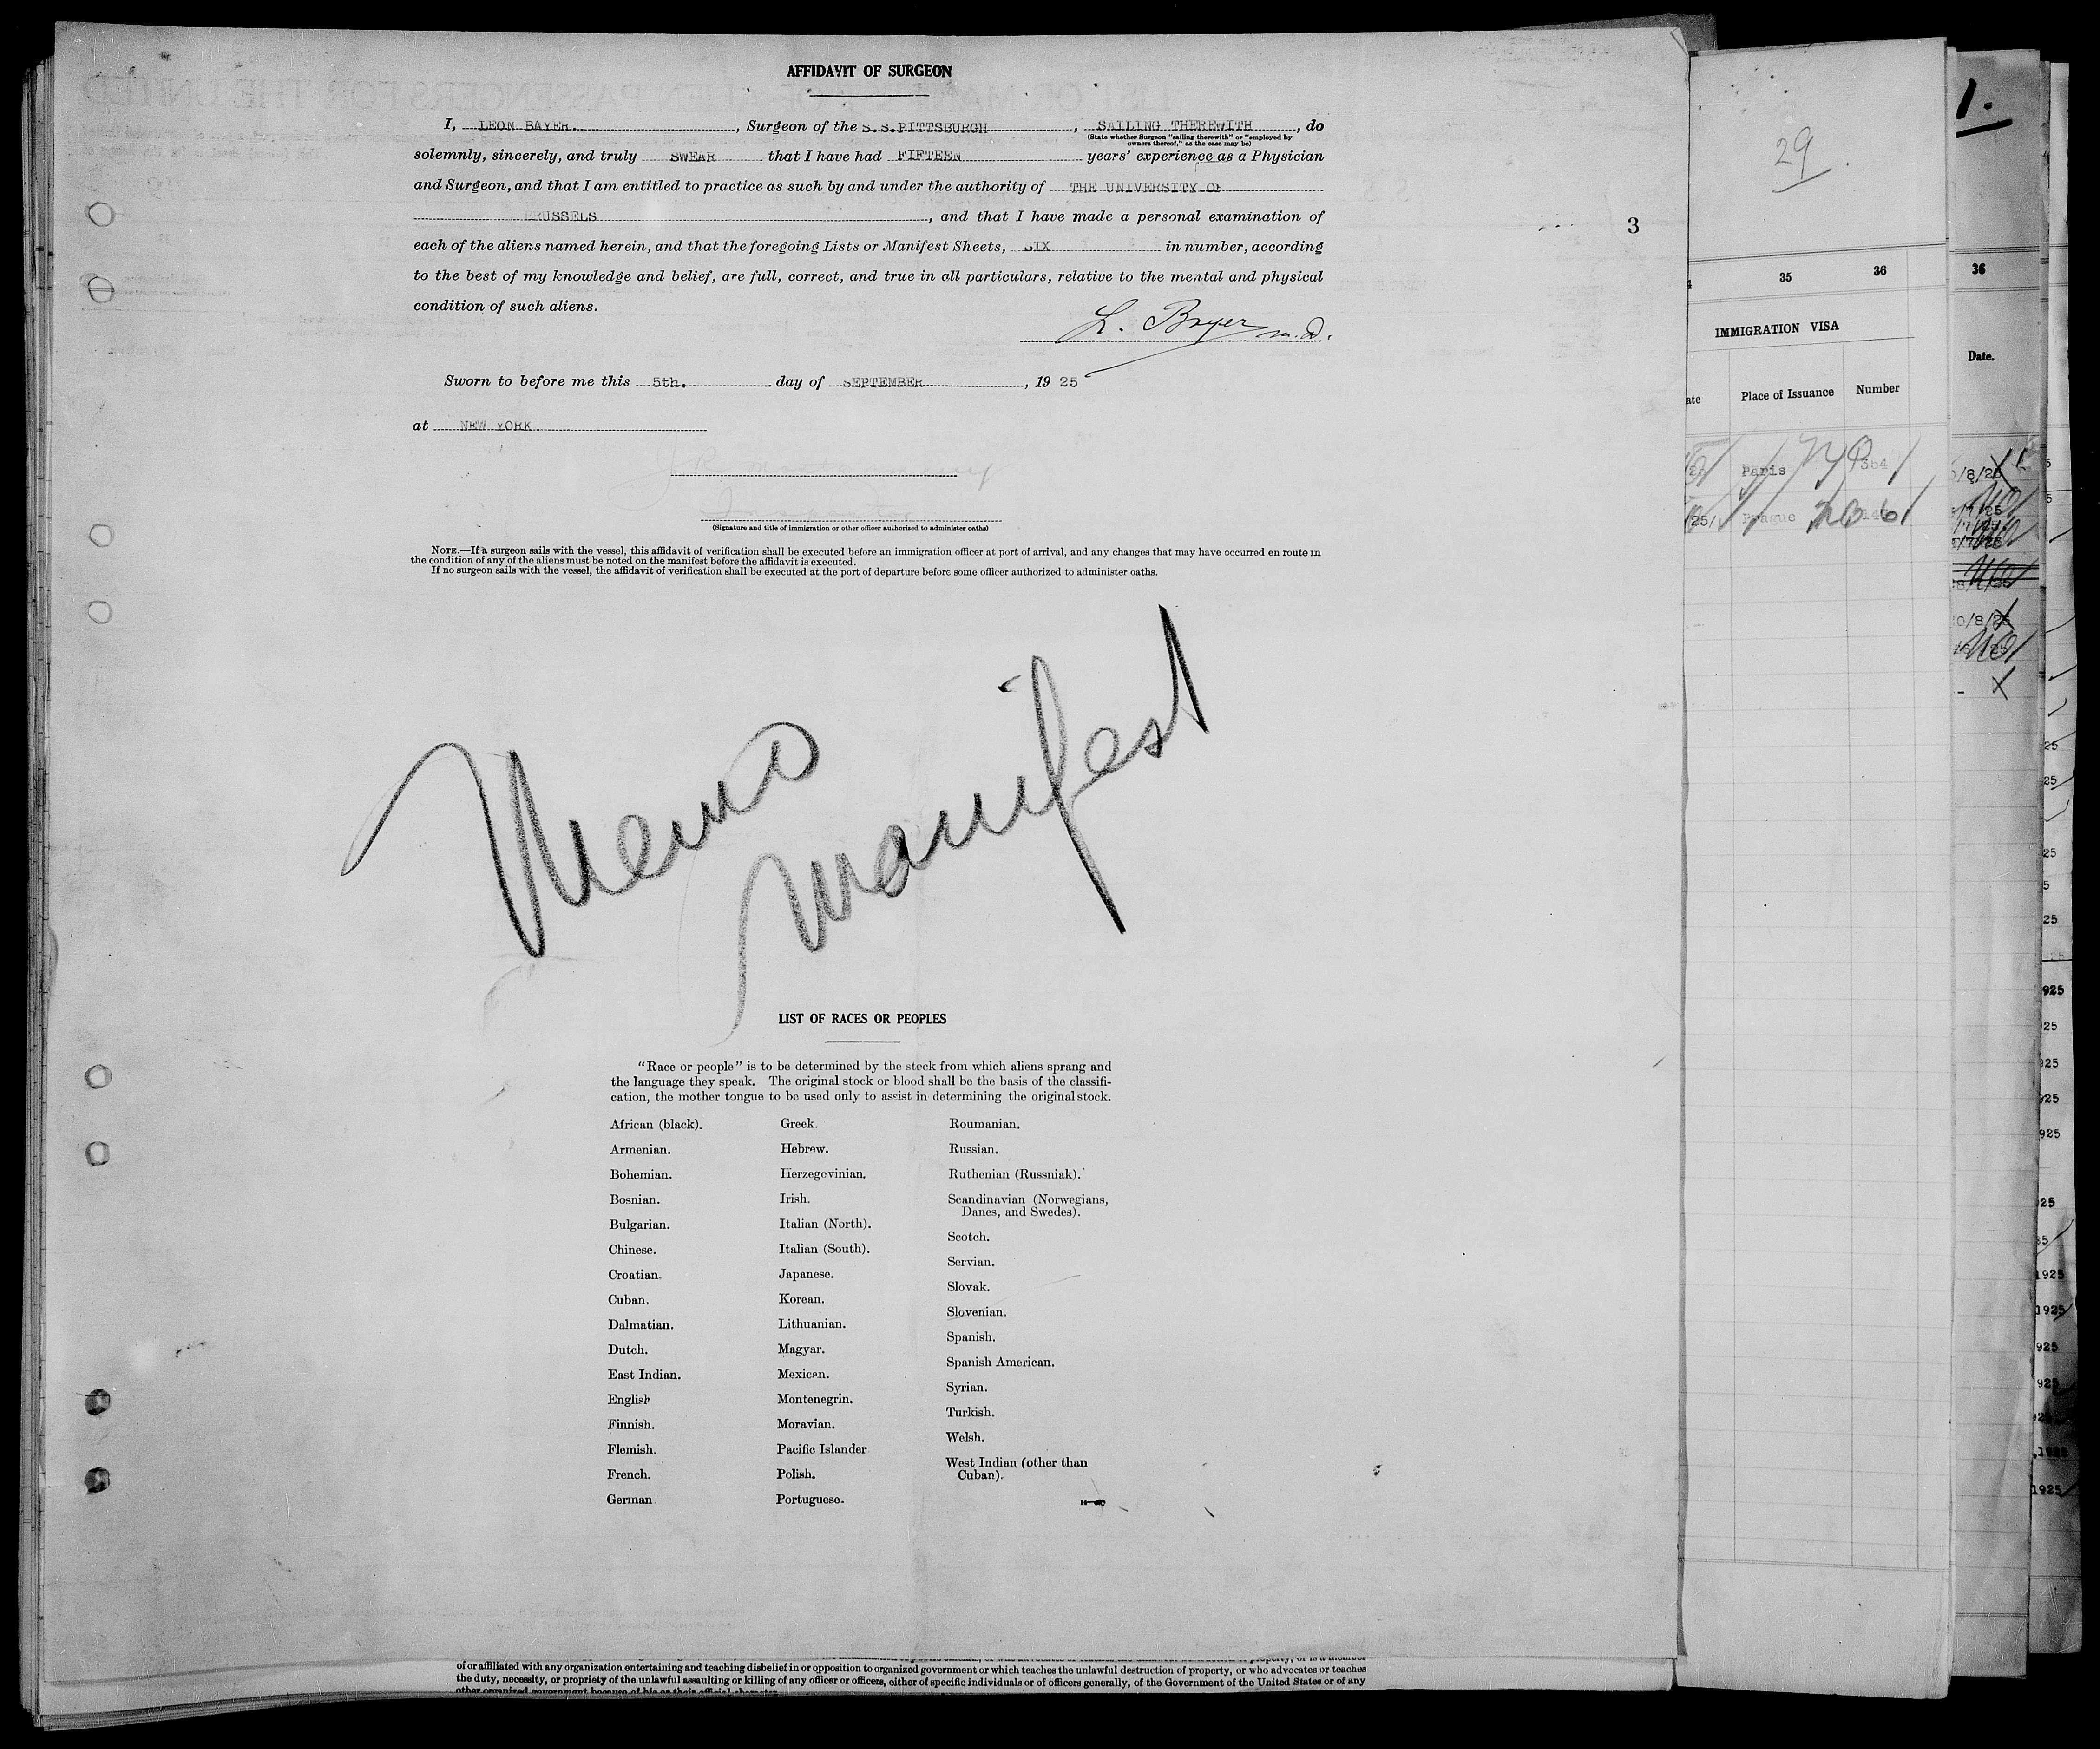 AFFIDAVIT OF SURGEON
I, LEON BAYER. , Surgeon of the S.S.PITTSBURGH , SAILING THEREWITH , do
(State whether Surgeon "sailing therewith" or "employed by
owners thereof," as the case may be)
solemnly, sincerely, and truly SWEAR that I have had FIFTEEN years' experience as a Physician
and Surgeon, and that I am entitled to practice as such by and under the authority of THE UNIVERSITY OF
BRUSSELS , and that I have made a personal examination of
each of the aliens named herein, and that the foregoing Lists or Manifest Sheets, SIX in number, according
to the best of my knowledge and belief, are full, correct, and true in all particulars, relative to the mental and physical
condition of such aliens.
L. Bayer M.D.
Sworn to before me this 5th. day of SEPTEMBER , 19 25
at NEW YORK
Inspector
(Signature and title of immigration or other officer authorized to administer oaths)
NOTE.—If a surgeon sails with the vessel, this affidavit of verification shall be executed before an immigration officer at port of arrival, and any changes that may have occurred en route in
the condition of any of the aliens must be noted on the manifest before the affidavit is executed.
If no surgeon sails with the vessel, the affidavit of verification shall be executed at the port of departure before some officer authorized to administer oaths.
Memo
Manifest
LIST OF RACES OR PEOPLES
"Race or people" is to be determined by the stock from which aliens sprang and
the language they speak. The original stock or blood shall be the basis of the classifi-
cation, the mother tongue to be used only to assist in determining the original stock.
African (black).
Armenian.
Bohemian.
Bosnian.
Bulgarian.
Chinese.
Croatian.
Cuban.
Dalmatian.
Dutch.
East Indian.
English
Finnish.
Flemish.
French.
German
Greek.
Hebrew.
Herzegovinian.
Irish.
Italian (North).
Italian (South).
Japanese.
Korean.
Lithuanian.
Magyar.
Mexican.
Montenegrin.
Moravian.
Pacific Islander
Polish.
Portuguese.
Roumanian.
Russian.
Ruthenian (Russniak).
Scandinavian (Norwegians,
Danes, and Swedes).
Scotch.
Servian.
Slovak.
Slovenian.
Spanish.
Spanish American.
Syrian.
Turkish.
Welsh.
West Indian (other than
Cuban).
3
of or affiliated with any organization entertaining and teaching disbelief in or opposition to organized government or which teaches the unlawful destruction of property, or who advocates or teaches
the duty, necessity, or propriety of the unlawful assaulting or killing of any officer or officers, either of specific individuals or of officers generally, of the Government of the United States or of any
other organized government because of his or their official character
29
35 36
IMMIGRATION VISA
ate Place of Issuance Number
Paris 354
25/ Prague
1.
36
Date.